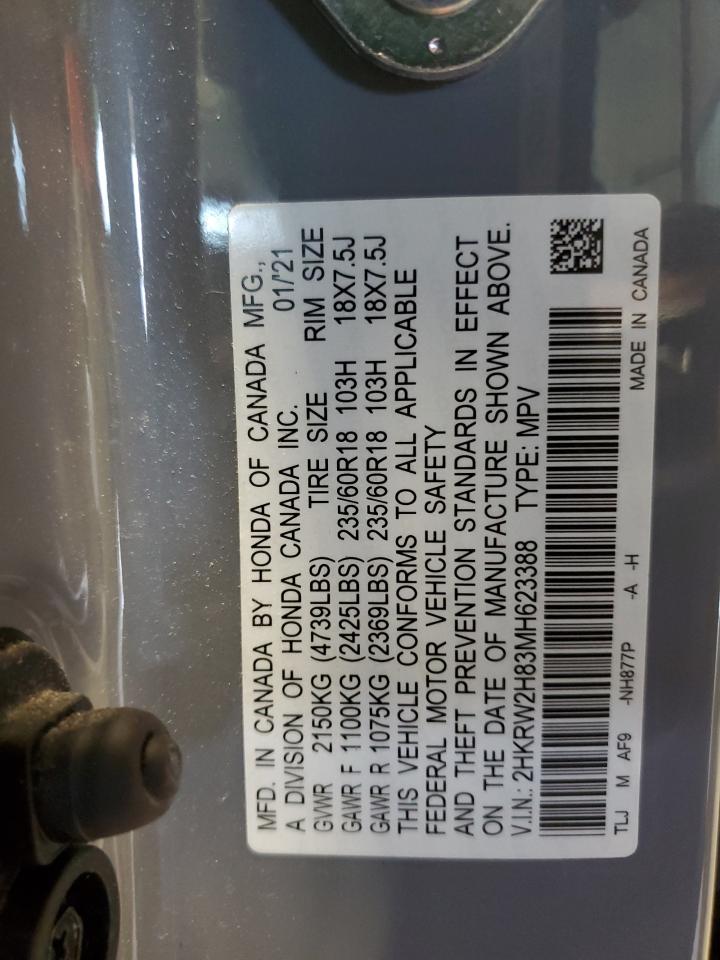 MFD. IN CANADA BY HONDA OF CANADA MFG.,
A DIVISION OF HONDA CANADA INC. 01/'21
GVWR 2150KG (4739LBS) TIRE SIZE RIM SIZE
GAWR F 1100KG (2425LBS) 235/60R18 103H 18X7.5J
GAWR R 1075KG (2369LBS) 235/60R18 103H 18X7.5J
THIS VEHICLE CONFORMS TO ALL APPLICABLE
FEDERAL MOTOR VEHICLE SAFETY
AND THEFT PREVENTION STANDARDS IN EFFECT
ON THE DATE OF MANUFACTURE SHOWN ABOVE.
V.I.N.: 2HKRW2H83MH623388 TYPE: MPV
TLJ M AF9 -NH877P -A -H MADE IN CANADA